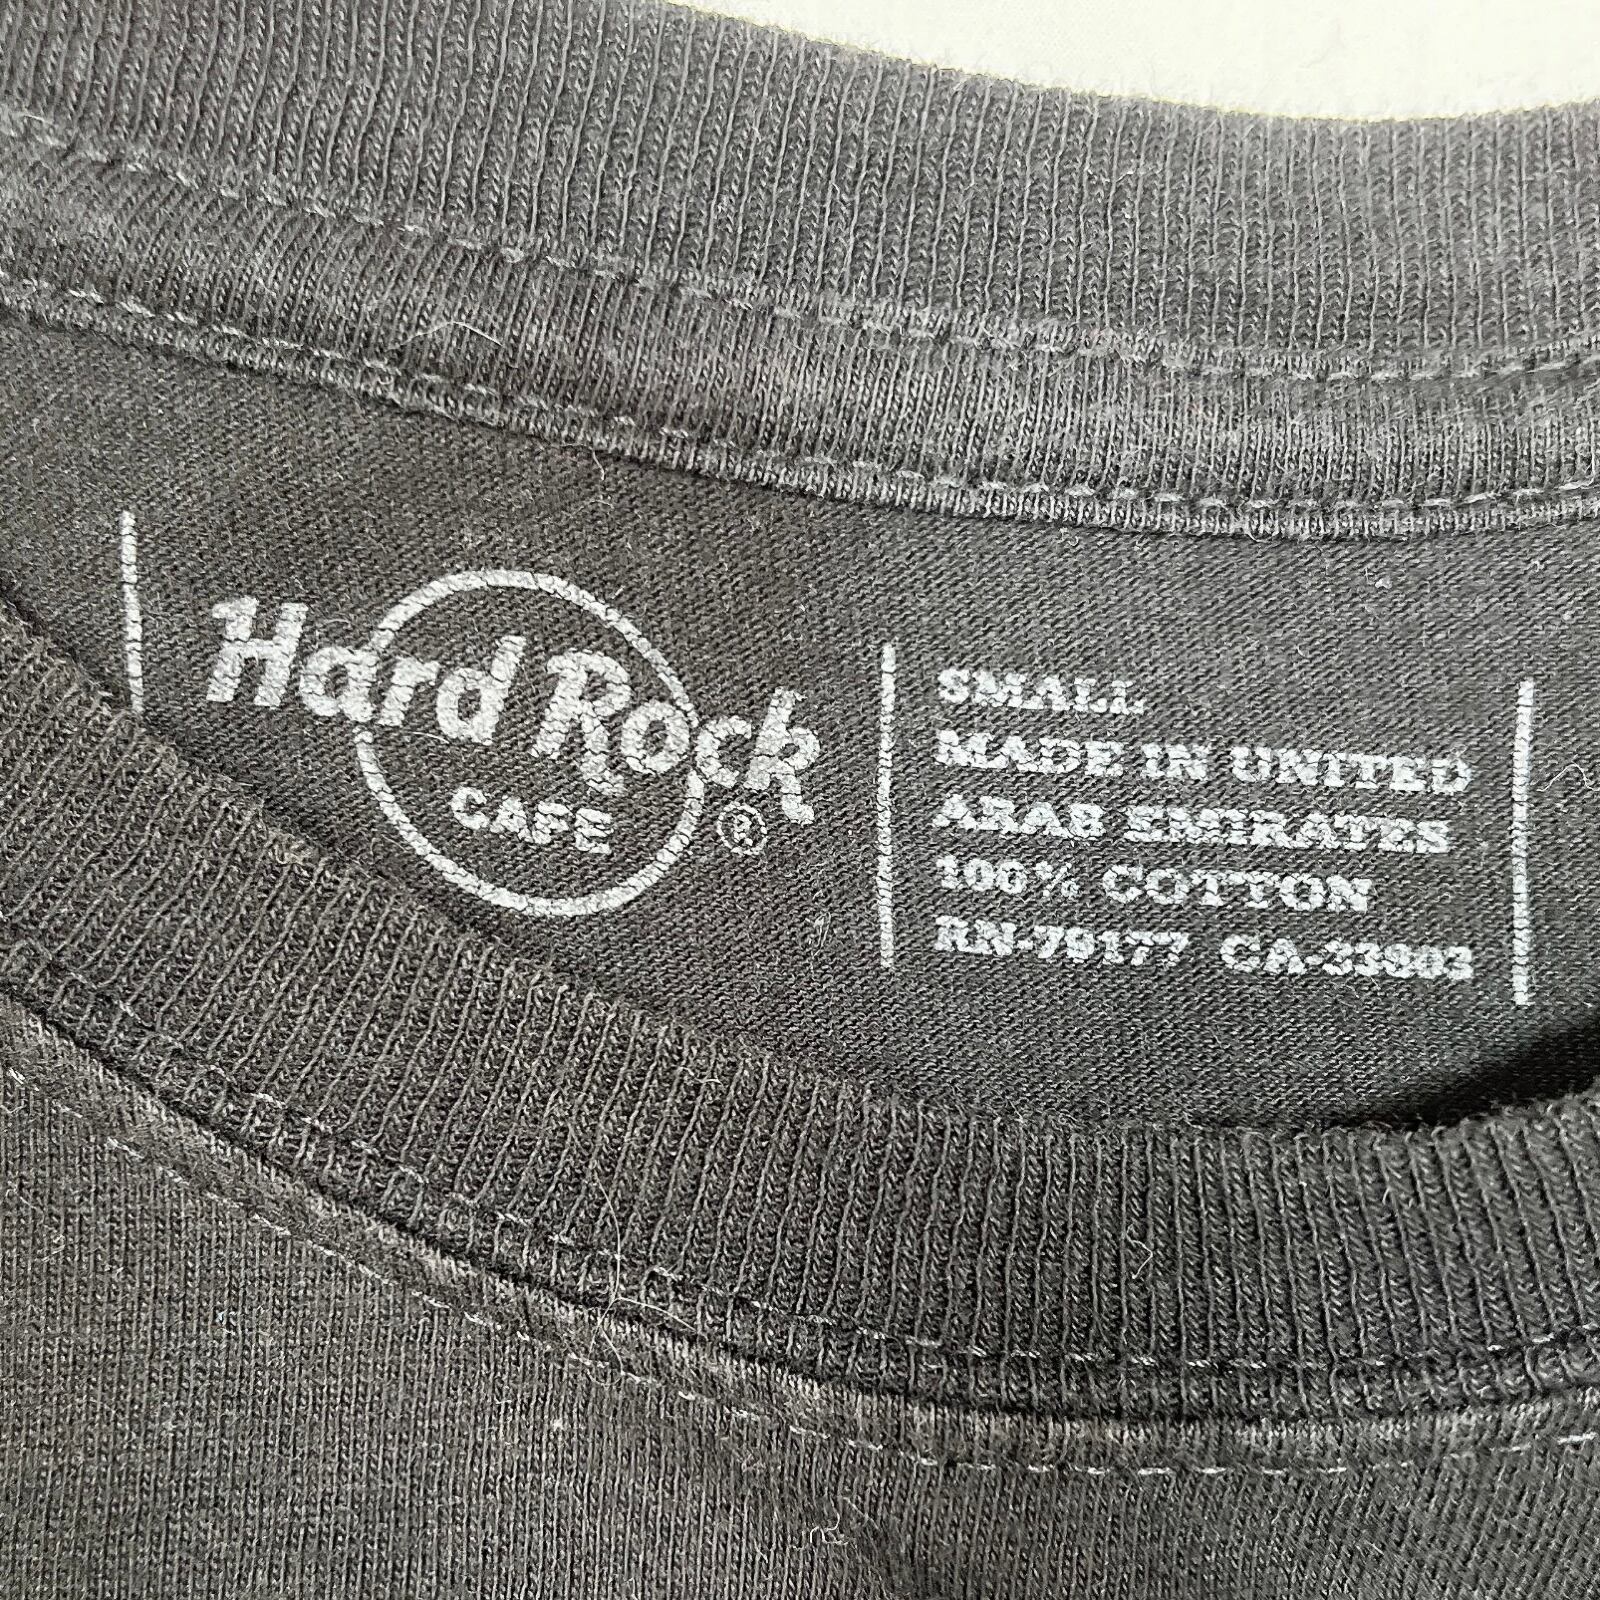 Hard Rock
CAFE
®
SMALL
MADE IN UNITED
ARAB EMIRATES
100% COTTON
RN-79177 CA-33903